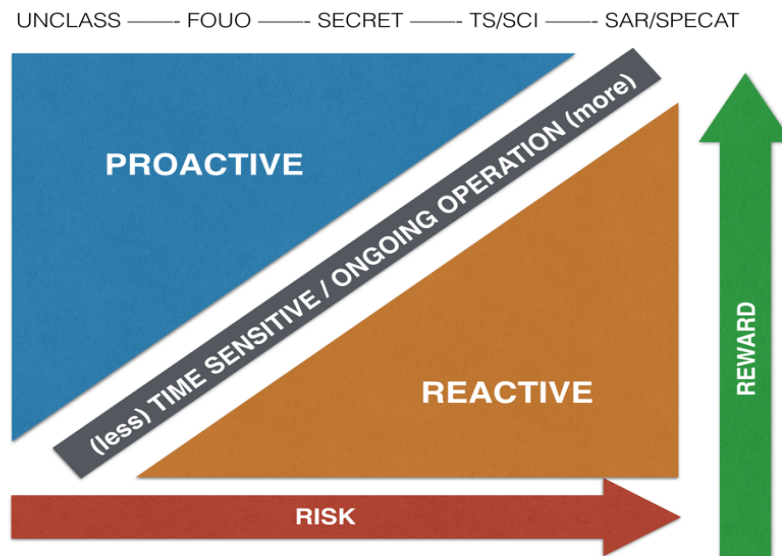 UNCLASS ——- FOUO ——- SECRET ——- TS/SCI ——- SAR/SPECAT
PROACTIVE
(less) TIME SENSITIVE / ONGOING OPERATION (more)
REACTIVE
REWARD
RISK